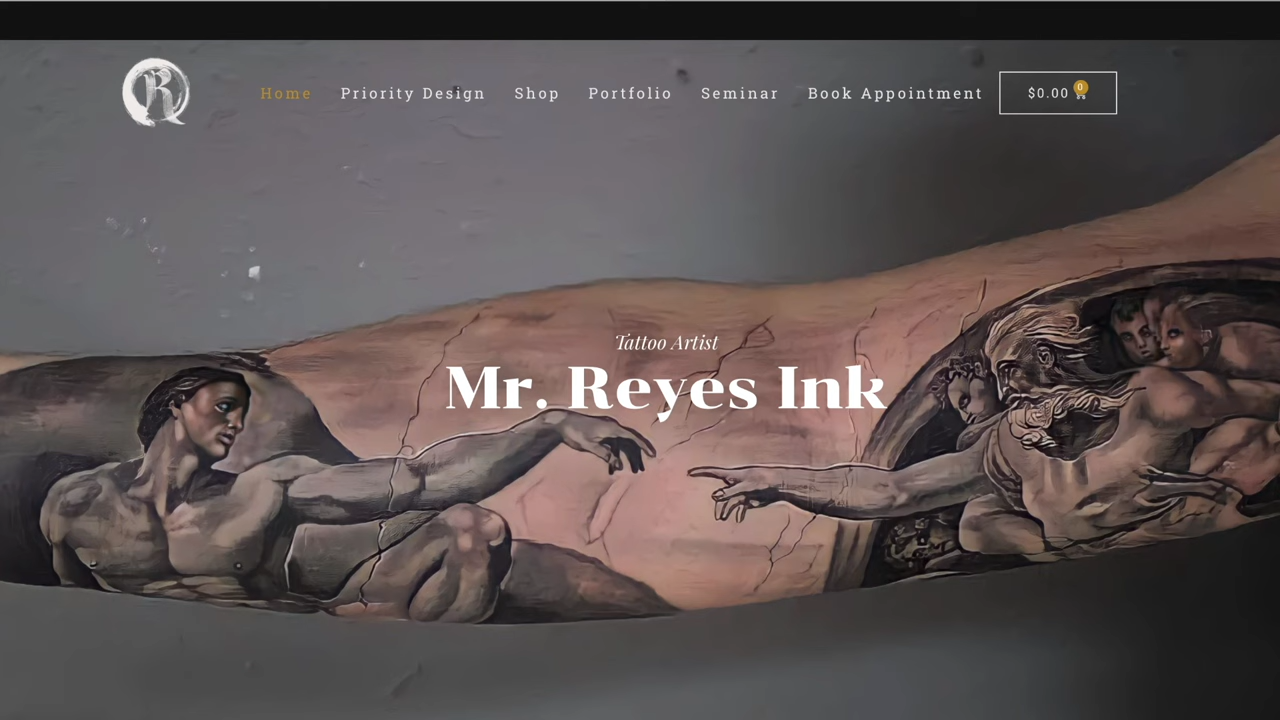 R
Home Priority Design Shop Portfolio Seminar Book Appointment $0.00 0
Tattoo Artist
Mr. Reyes Ink